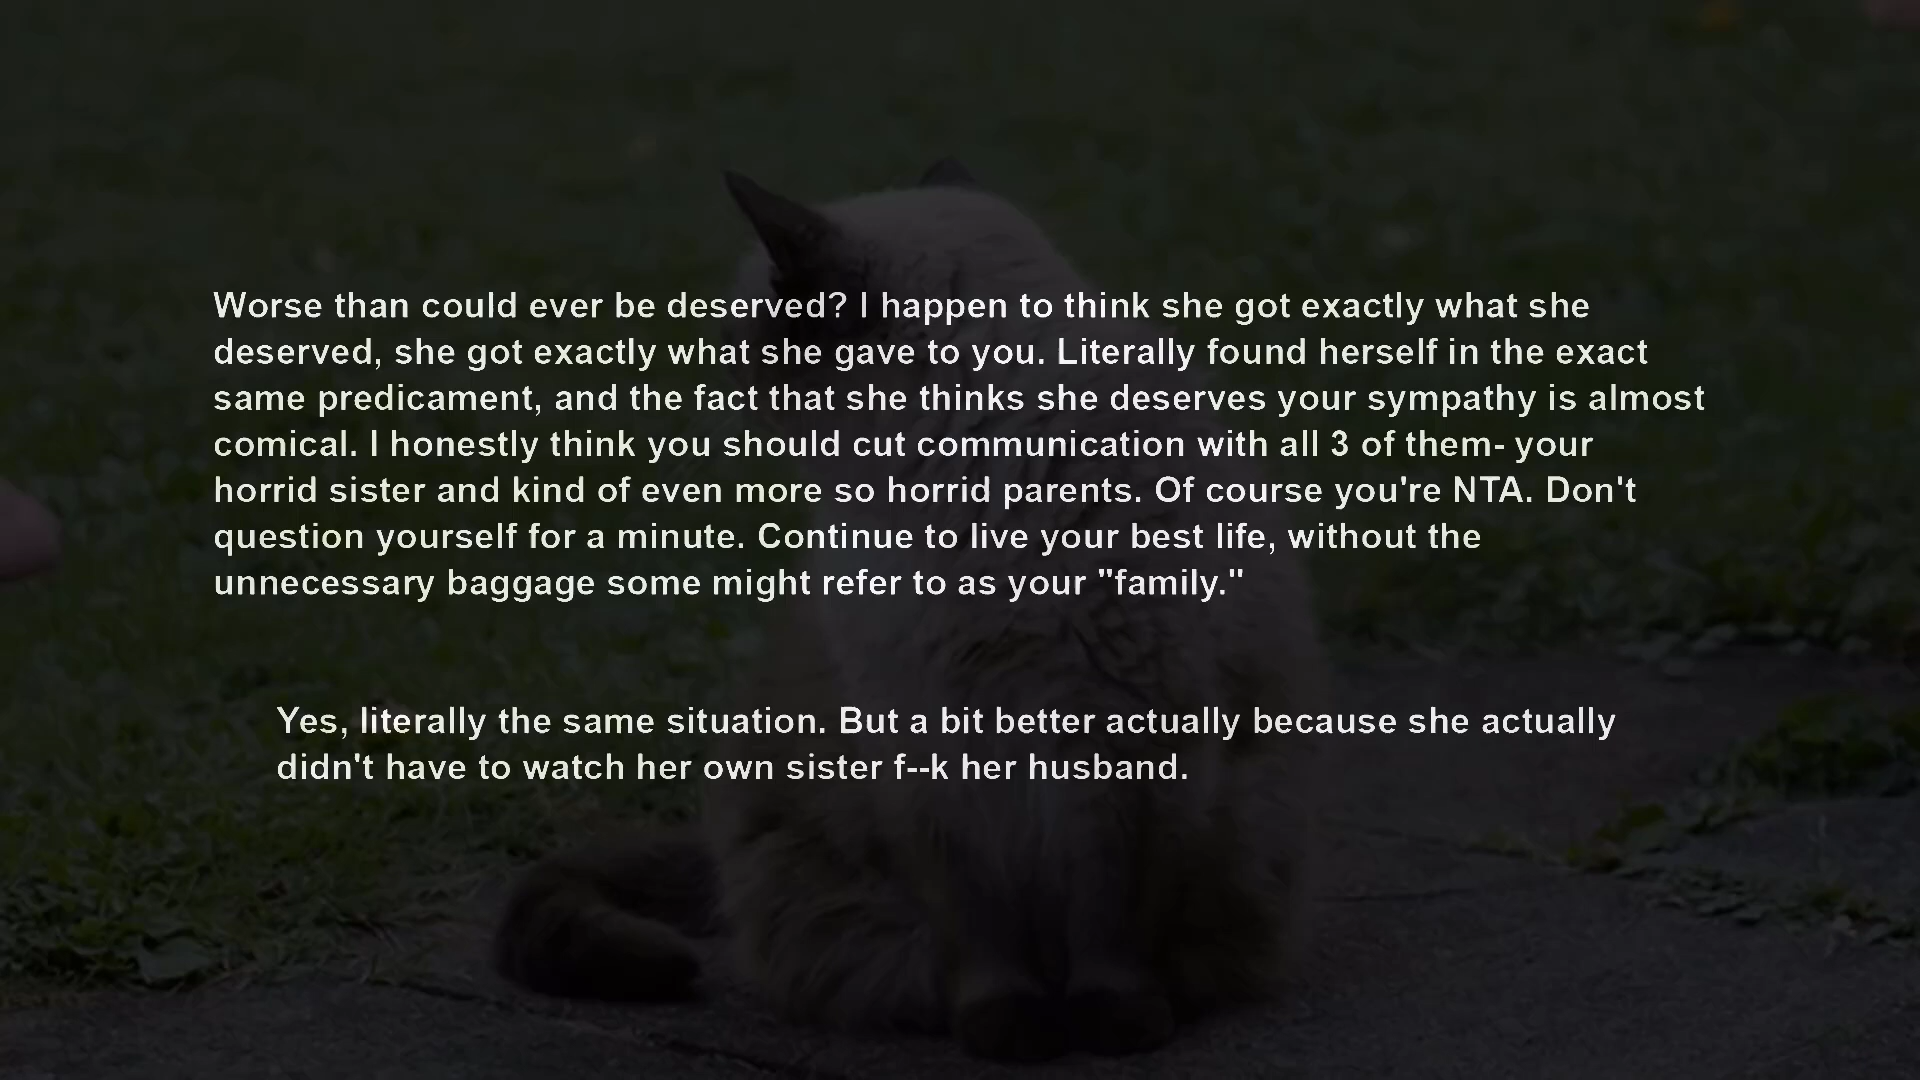 Worse than could ever be deserved? I happen to think she got exactly what she
deserved, she got exactly what she gave to you. Literally found herself in the exact
same predicament, and the fact that she thinks she deserves your sympathy is almost
comical. I honestly think you should cut communication with all 3 of them- your
horrid sister and kind of even more so horrid parents. Of course you're NTA. Don't
question yourself for a minute. Continue to live your best life, without the
unnecessary baggage some might refer to as your "family."
Yes, literally the same situation. But a bit better actually because she actually
didn't have to watch her own sister f--k her husband.